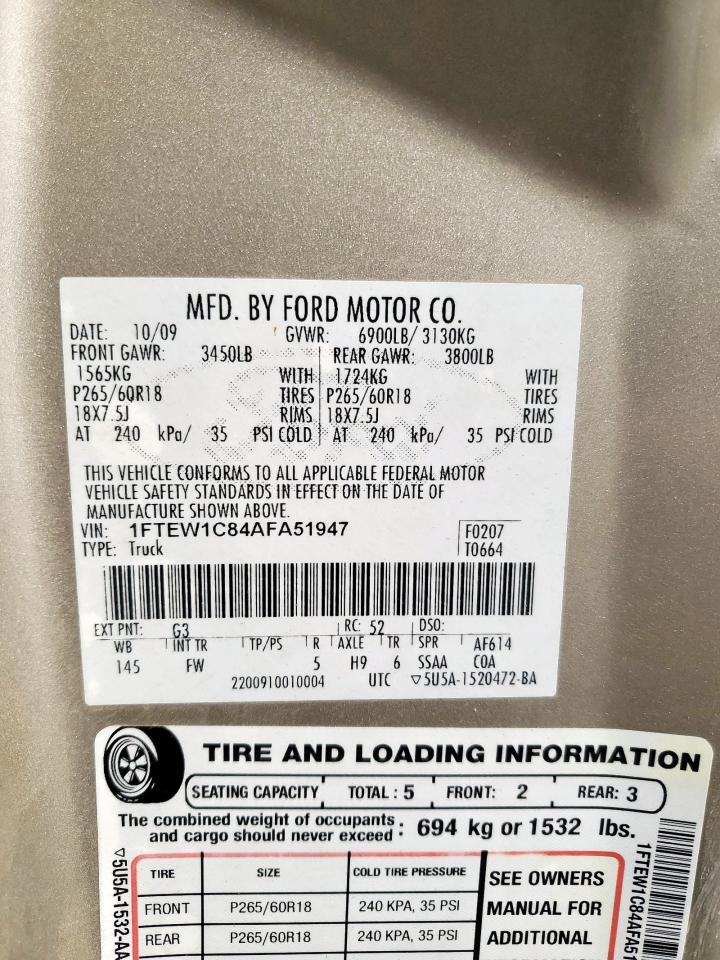 MFD. BY FORD MOTOR CO.
DATE: 10/09 GVWR: 6900LB/ 3130KG
FRONT GAWR: 3450LB REAR GAWR: 3800LB
1565KG WITH 1724KG WITH
P265/60R18 TIRES P265/60R18 TIRES
18X7.5J RIMS 18X7.5J RIMS
AT 240 kPa/ 35 PSI COLD AT 240 kPa/ 35 PSI COLD
THIS VEHICLE CONFORMS TO ALL APPLICABLE FEDERAL MOTOR
VEHICLE SAFETY STANDARDS IN EFFECT ON THE DATE OF
MANUFACTURE SHOWN ABOVE.
VIN: 1FTEW1C84AFA51947 F0207
TYPE: Truck T0664
EXT PNT: G3 RC: 52 DSO:
WB INT TR TP/PS R AXLE TR SPR AF614
145 FW 5 H9 6 SSAA COA
2200910010004 UTC ▽5U5A-1520472-BA
TIRE AND LOADING INFORMATION
SEATING CAPACITY TOTAL : 5 FRONT: 2 REAR: 3
The combined weight of occupants
and cargo should never exceed : 694 kg or 1532 lbs.
TIRE SIZE COLD TIRE PRESSURE
FRONT P265/60R18 240 KPA, 35 PSI
REAR P265/60R18 240 KPA, 35 PSI
SEE OWNERS
MANUAL FOR
ADDITIONAL
▽5U5A-1532-AA
1FTEW1C84AFA51